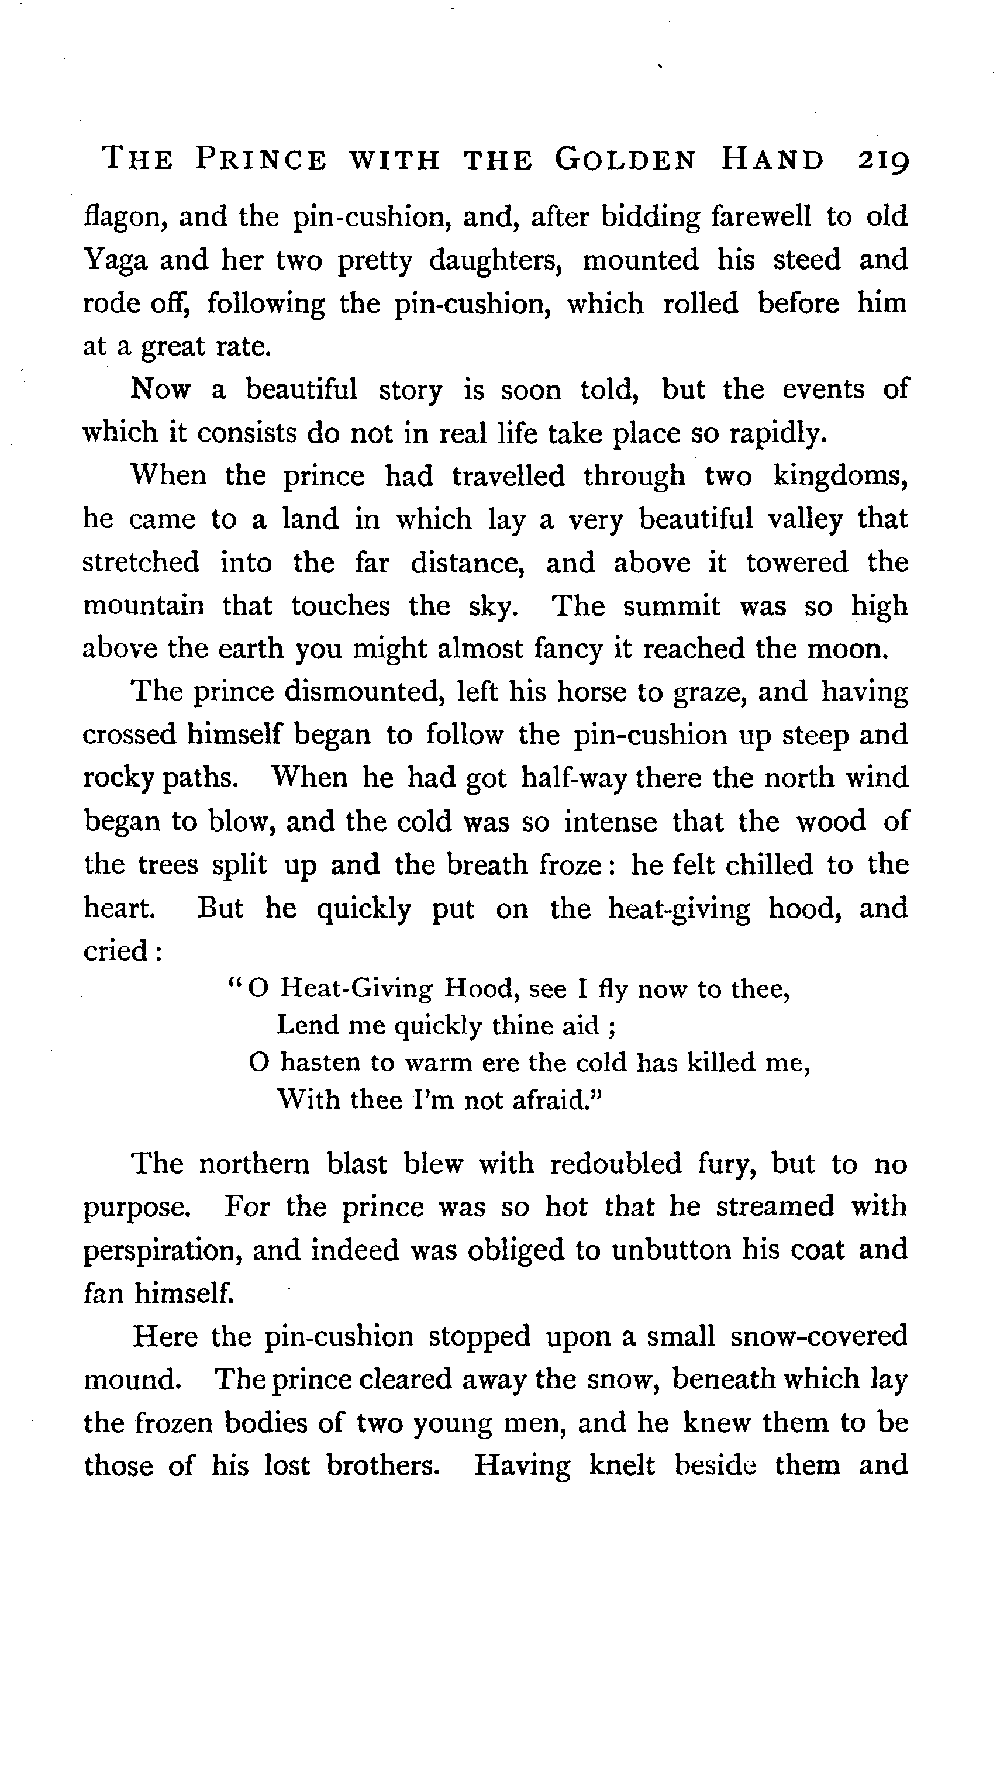 THE PRINCE WITH THE GOLDEN HAND 219
flagon, and the pin-cushion, and, after bidding farewell to old
Yaga and her two pretty daughters, mounted his steed and
rode off, following the pin-cushion, which rolled before him
at a great rate.
Now a beautiful story is soon told, but the events of
which it consists do not in real life take place so rapidly.
When the prince had travelled through two kingdoms,
he came to a land in which lay a very beautiful valley that
stretched into the far distance, and above it towered the
mountain that touches the sky. The summit was so high
above the earth you might almost fancy it reached the moon.
The prince dismounted, left his horse to graze, and having
crossed himself began to follow the pin-cushion up steep and
rocky paths. When he had got half-way there the north wind
began to blow, and the cold was so intense that the wood of
the trees split up and the breath froze: he felt chilled to the
heart. But he quickly put on the heat-giving hood, and
cried:
"O Heat-Giving Hood, see I fly now to thee,
Lend me quickly thine aid;
O hasten to warm ere the cold has killed me,
With thee I'm not afraid."
The northern blast blew with redoubled fury, but to no
purpose. For the prince was so hot that he streamed with
perspiration, and indeed was obliged to unbutton his coat and
fan himself.
Here the pin-cushion stopped upon a small snow-covered
mound. The prince cleared away the snow, beneath which lay
the frozen bodies of two young men, and he knew them to be
those of his lost brothers. Having knelt beside them and